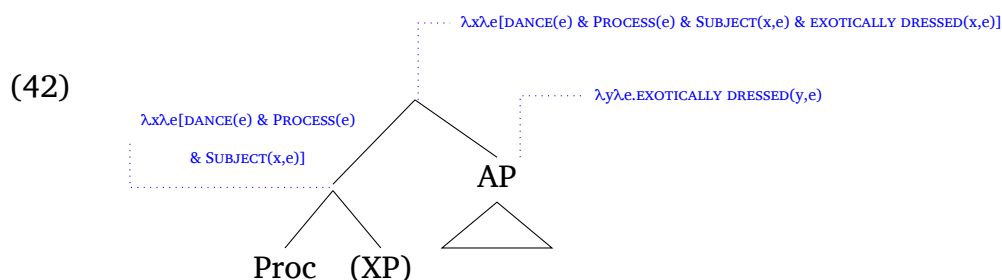 λxλe[DANCE(e) & PROCESS(e) & SUBJECT(x,e) & EXOTICALLY DRESSED(x,e)]
(42)
λyλe.EXOTICALLY DRESSED(y,e)
λxλe[DANCE(e) & PROCESS(e)
& SUBJECT(x,e)]
AP
Proc (XP)